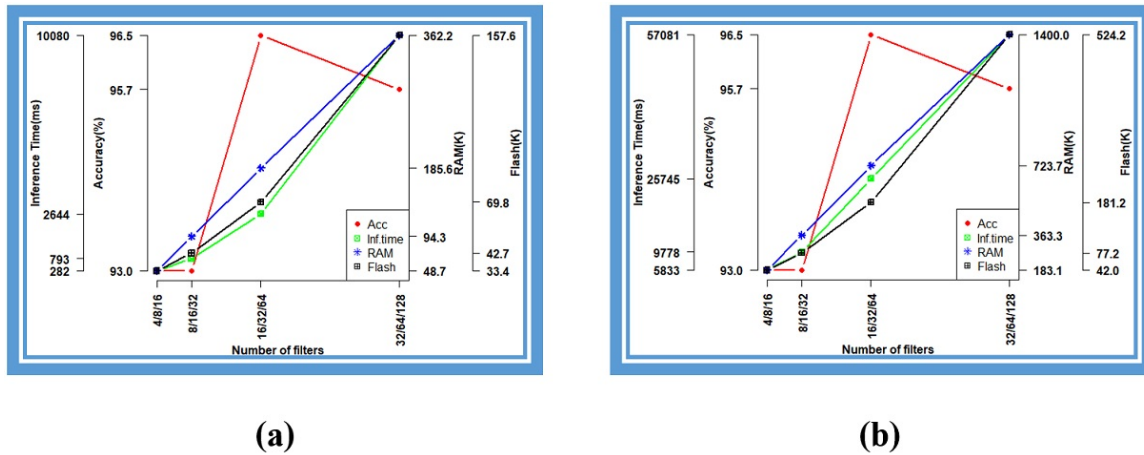 10080
2644
793
282
Inference Time(ms)
96.5
95.7
93.0
Accuracy(%)
4/8/16
8/16/32
16/32/64
32/64/128
Number of filters
Acc
Inf.time
RAM
Flash
362.2
185.6
94.3
48.7
RAM(K)
157.6
69.8
42.7
33.4
Flash(K)
(a)
57081
25745
9778
5833
Inference Time(ms)
96.5
95.7
93.0
Accuracy(%)
4/8/16
8/16/32
16/32/64
32/64/128
Number of filters
Acc
Inf.time
RAM
Flash
1400.0
723.7
363.3
183.1
RAM(K)
524.2
181.2
77.2
42.0
Flash(K)
(b)